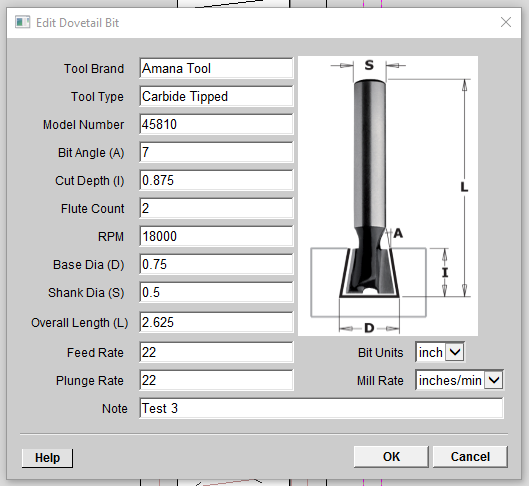 Edit Dovetail Bit
Tool Brand Amana Tool
Tool Type Carbide Tipped
Model Number 45810
Bit Angle (A) 7
Cut Depth (I) 0.875
Flute Count 2
RPM 18000
Base Dia (D) 0.75
Shank Dia (S) 0.5
Overall Length (L) 2.625
S
L
A
I
D
Feed Rate 22 Bit Units inch
Plunge Rate 22 Mill Rate inches/min
Note Test 3
Help OK Cancel